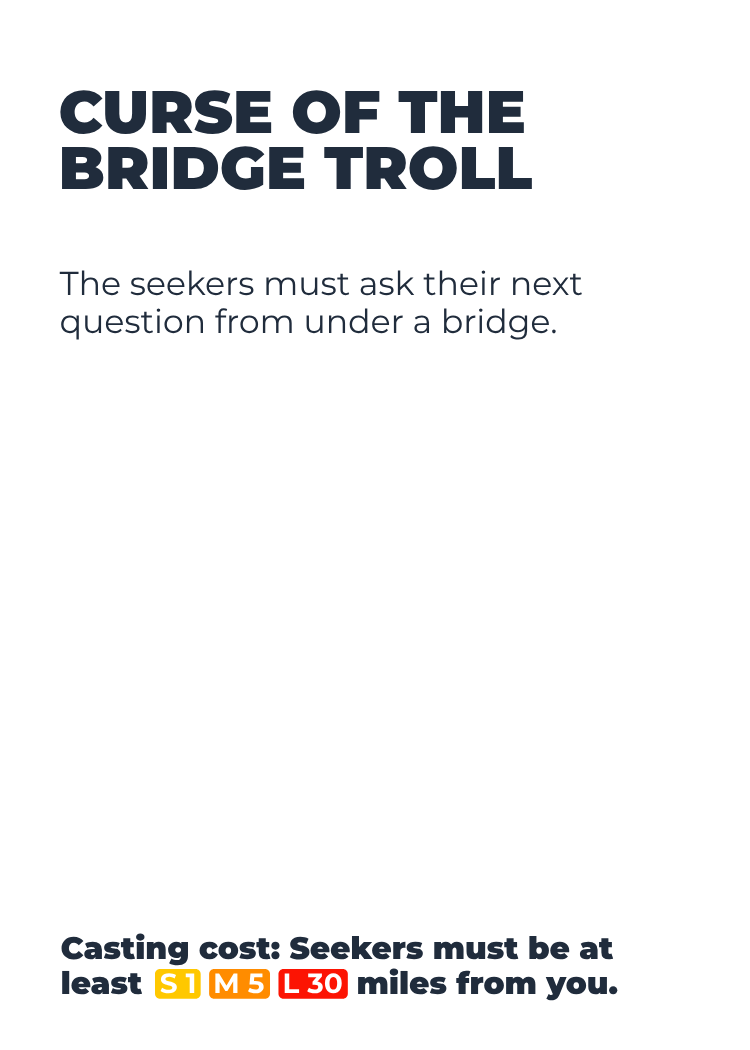 CURSE OF THE
BRIDGE TROLL
The seekers must ask their next
question from under a bridge.
Casting cost: Seekers must be at
least S 1 M 5 L 30 miles from you.